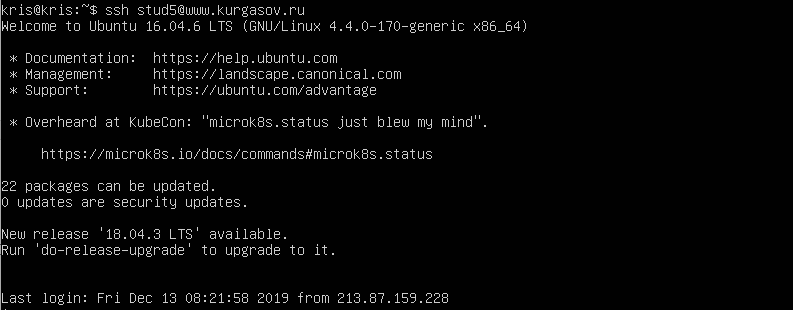 kris@kris:~$ ssh stud5@www.kurgasov.ru
Welcome to Ubuntu 16.04.6 LTS (GNU/Linux 4.4.0-170-generic x86_64)
* Documentation:  https://help.ubuntu.com
* Management:     https://landscape.canonical.com
* Support:        https://ubuntu.com/advantage
* Overheard at KubeCon: "microk8s.status just blew my mind".
https://microk8s.io/docs/commands#microk8s.status
22 packages can be updated.
0 updates are security updates.
New release '18.04.3 LTS' available.
Run 'do-release-upgrade' to upgrade to it.
Last login: Fri Dec 13 08:21:58 2019 from 213.87.159.228